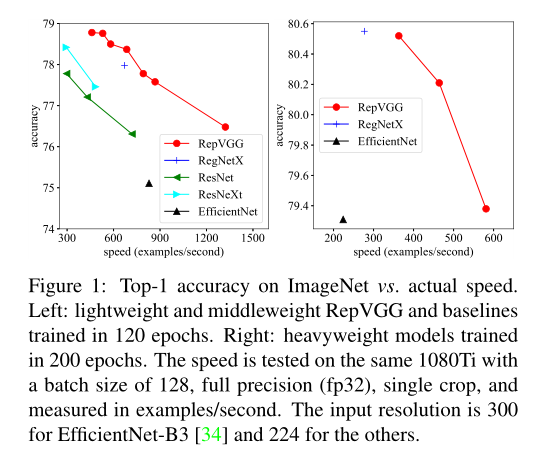 79
78
77
76
75
74
accuracy
300 600 900 1200 1500
speed (examples/second)
RepVGG
RegNetX
ResNet
ResNeXt
EfficientNet
80.6
80.4
80.2
80.0
79.8
79.6
79.4
accuracy
200 300 400 500 600
speed (examples/second)
RepVGG
RegNetX
EfficientNet
Figure 1: Top-1 accuracy on ImageNet vs. actual speed.
Left: lightweight and middleweight RepVGG and baselines
trained in 120 epochs. Right: heavyweight models trained
in 200 epochs. The speed is tested on the same 1080Ti with
a batch size of 128, full precision (fp32), single crop, and
measured in examples/second. The input resolution is 300
for EfficientNet-B3 [34] and 224 for the others.